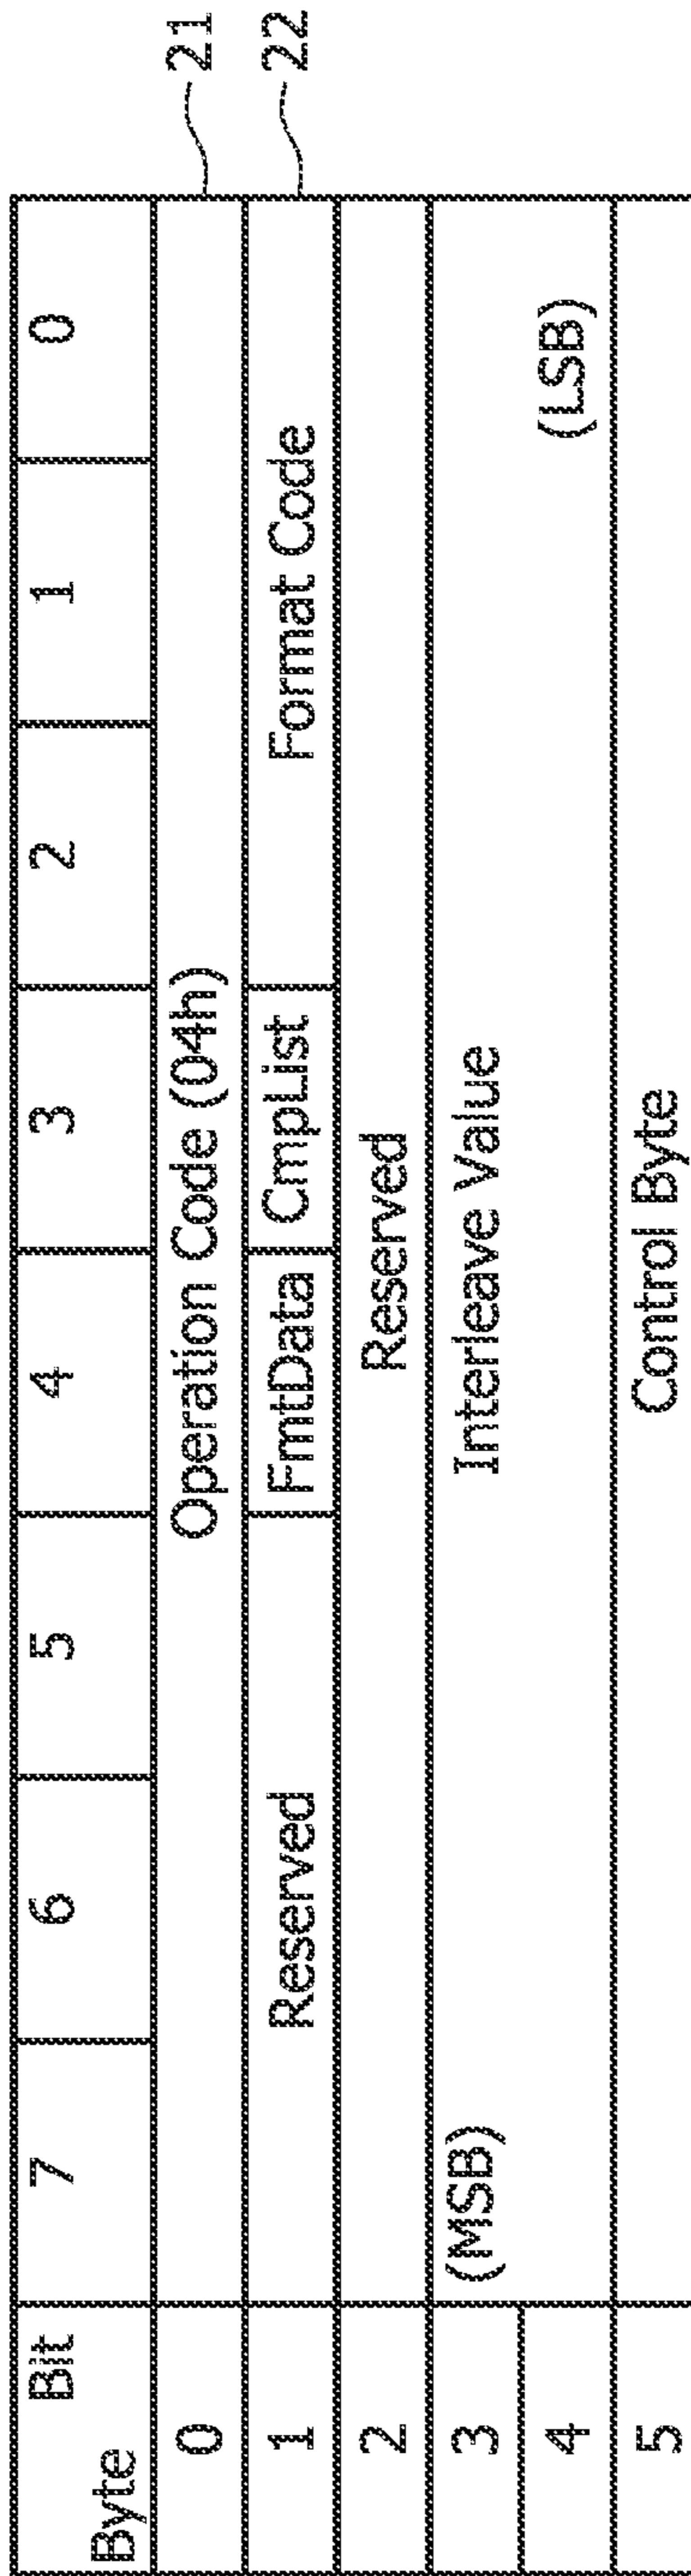 Bit 7 6 5 4 3 2 1 0
Byte
0 Operation Code (04h) 21
1 Reserved FmtData CmpList Format Code 22
2 Reserved
3 (MSB) Interleave Value
4 (LSB)
5 Control Byte